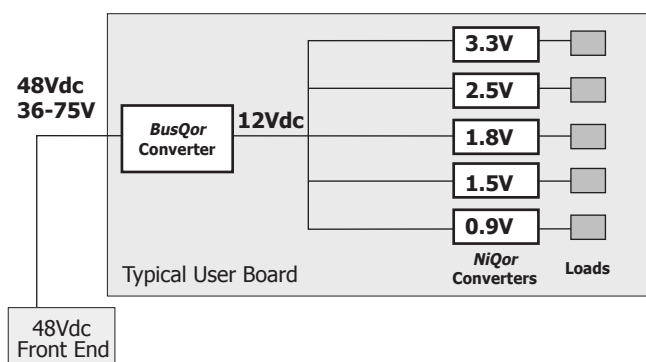 3.3V
48Vdc
36-75V
2.5V
BusQor
Converter
12Vdc
1.8V
1.5V
0.9V
Typical User Board
NiQor
Converters
Loads
48Vdc
Front End